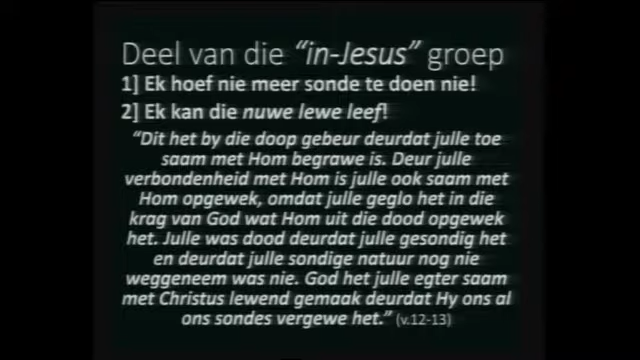 Deel van die “in-Jesus” groep
1] Ek hoef nie meer sonde te doen nie!
2] Ek kan die nuwe lewe leef!
“Dit het by die doop gebeur deurdat julle toe
saam met Hom begrawe is. Deur julle
verbondenheid met Hom is julle ook saam met
Hom opgewek, omdat julle geglo het in die
krag van God wat Hom uit die dood opgewek
het. Julle was dood deurdat julle gesondig het
en deurdat julle sondige natuur nog nie
weggeneem was nie. God het julle egter saam
met Christus lewend gemaak deurdat Hy ons al
ons sondes vergewe het.” (v.12-13)